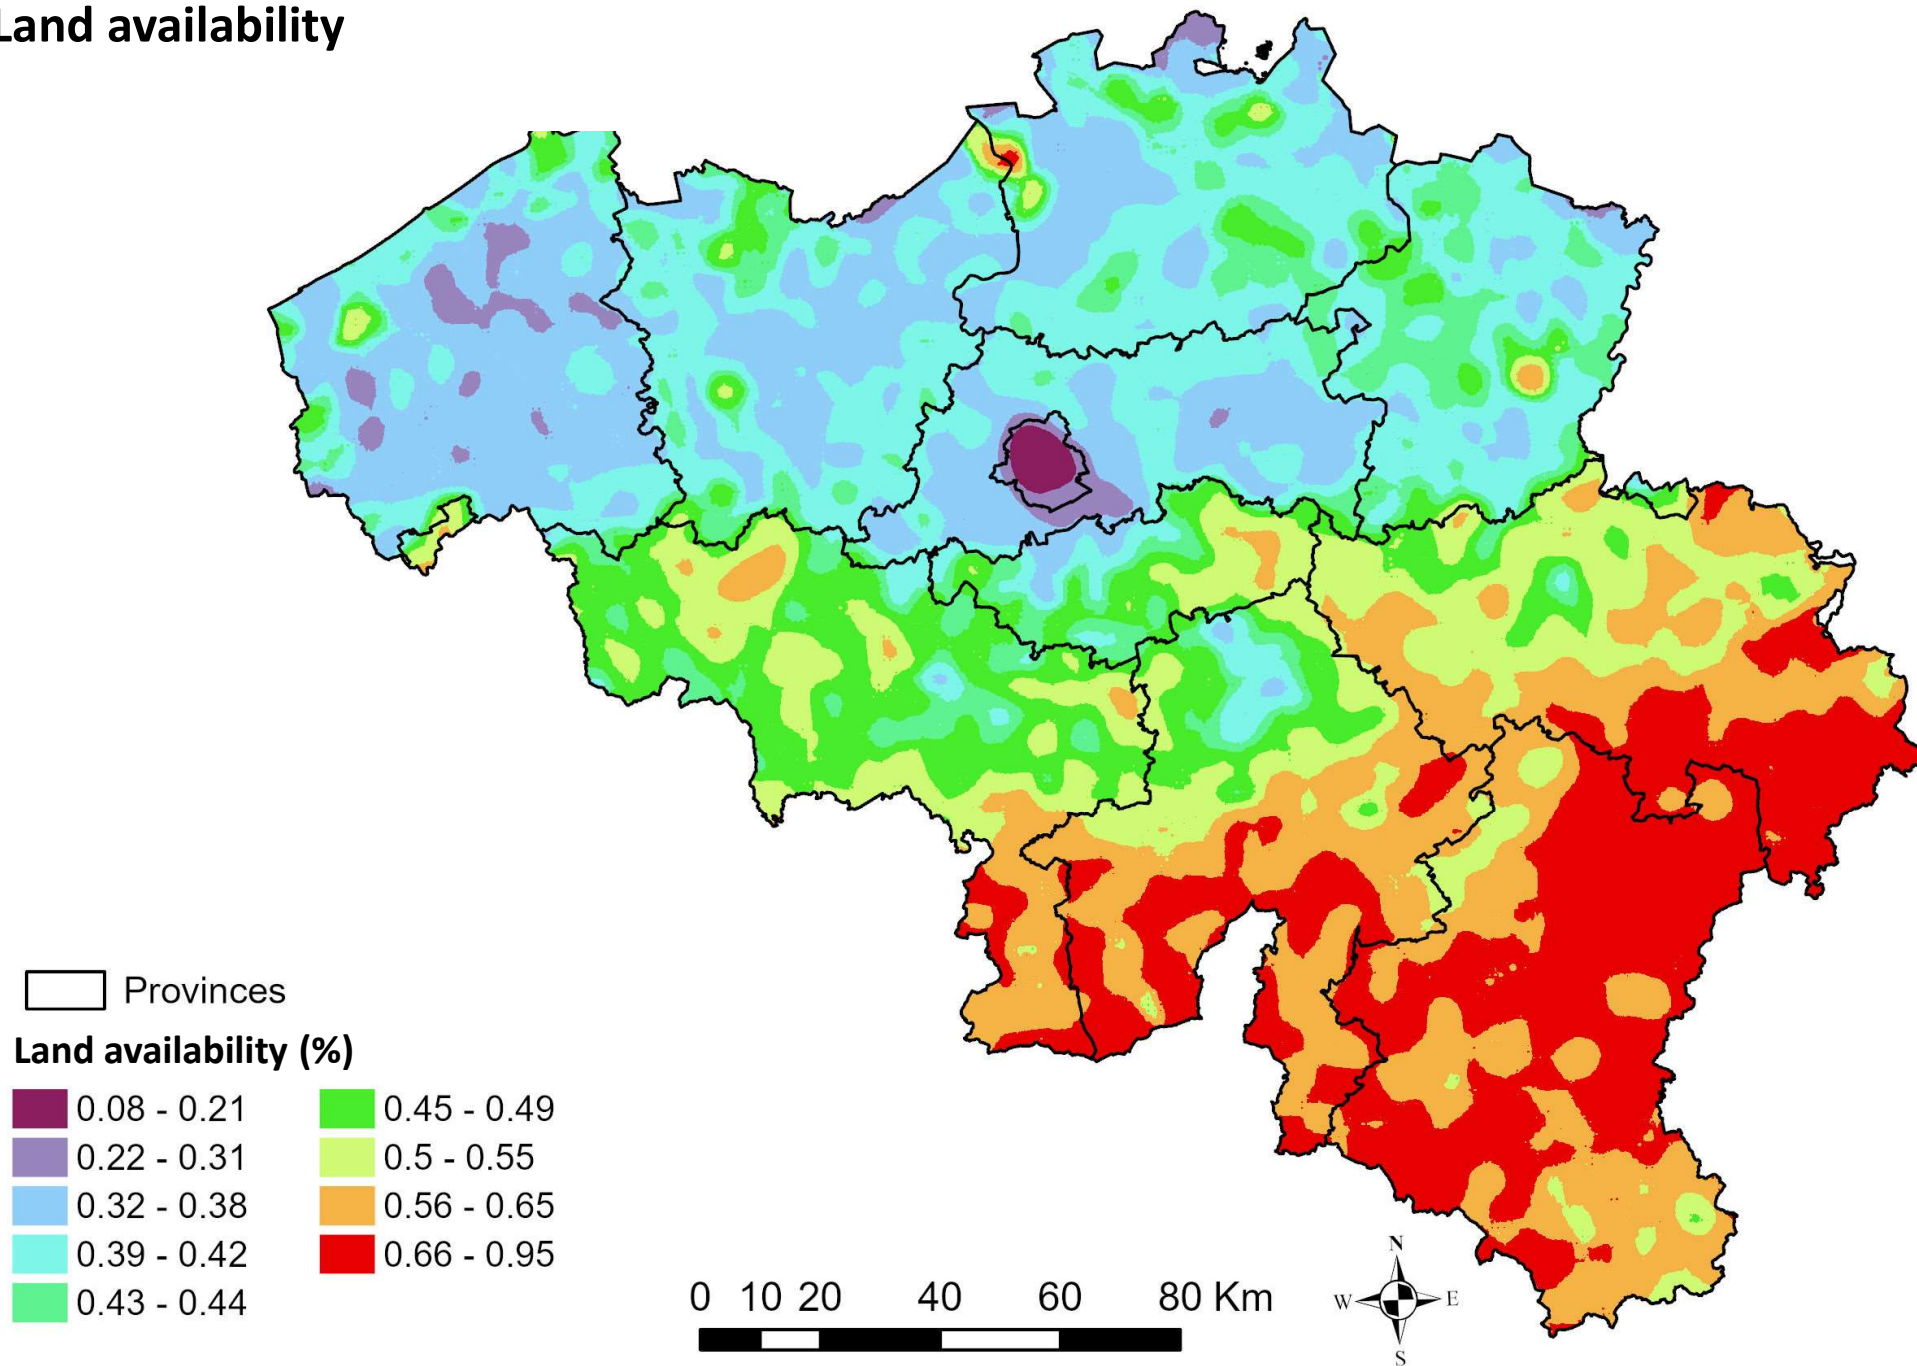 Land availability
Provinces
Land availability (%)
0.08 - 0.21
0.22 - 0.31
0.32 - 0.38
0.39 - 0.42
0.43 - 0.44
0.45 - 0.49
0.5 - 0.55
0.56 - 0.65
0.66 - 0.95
0 10 20 40 60 80 Km
N
W E
S